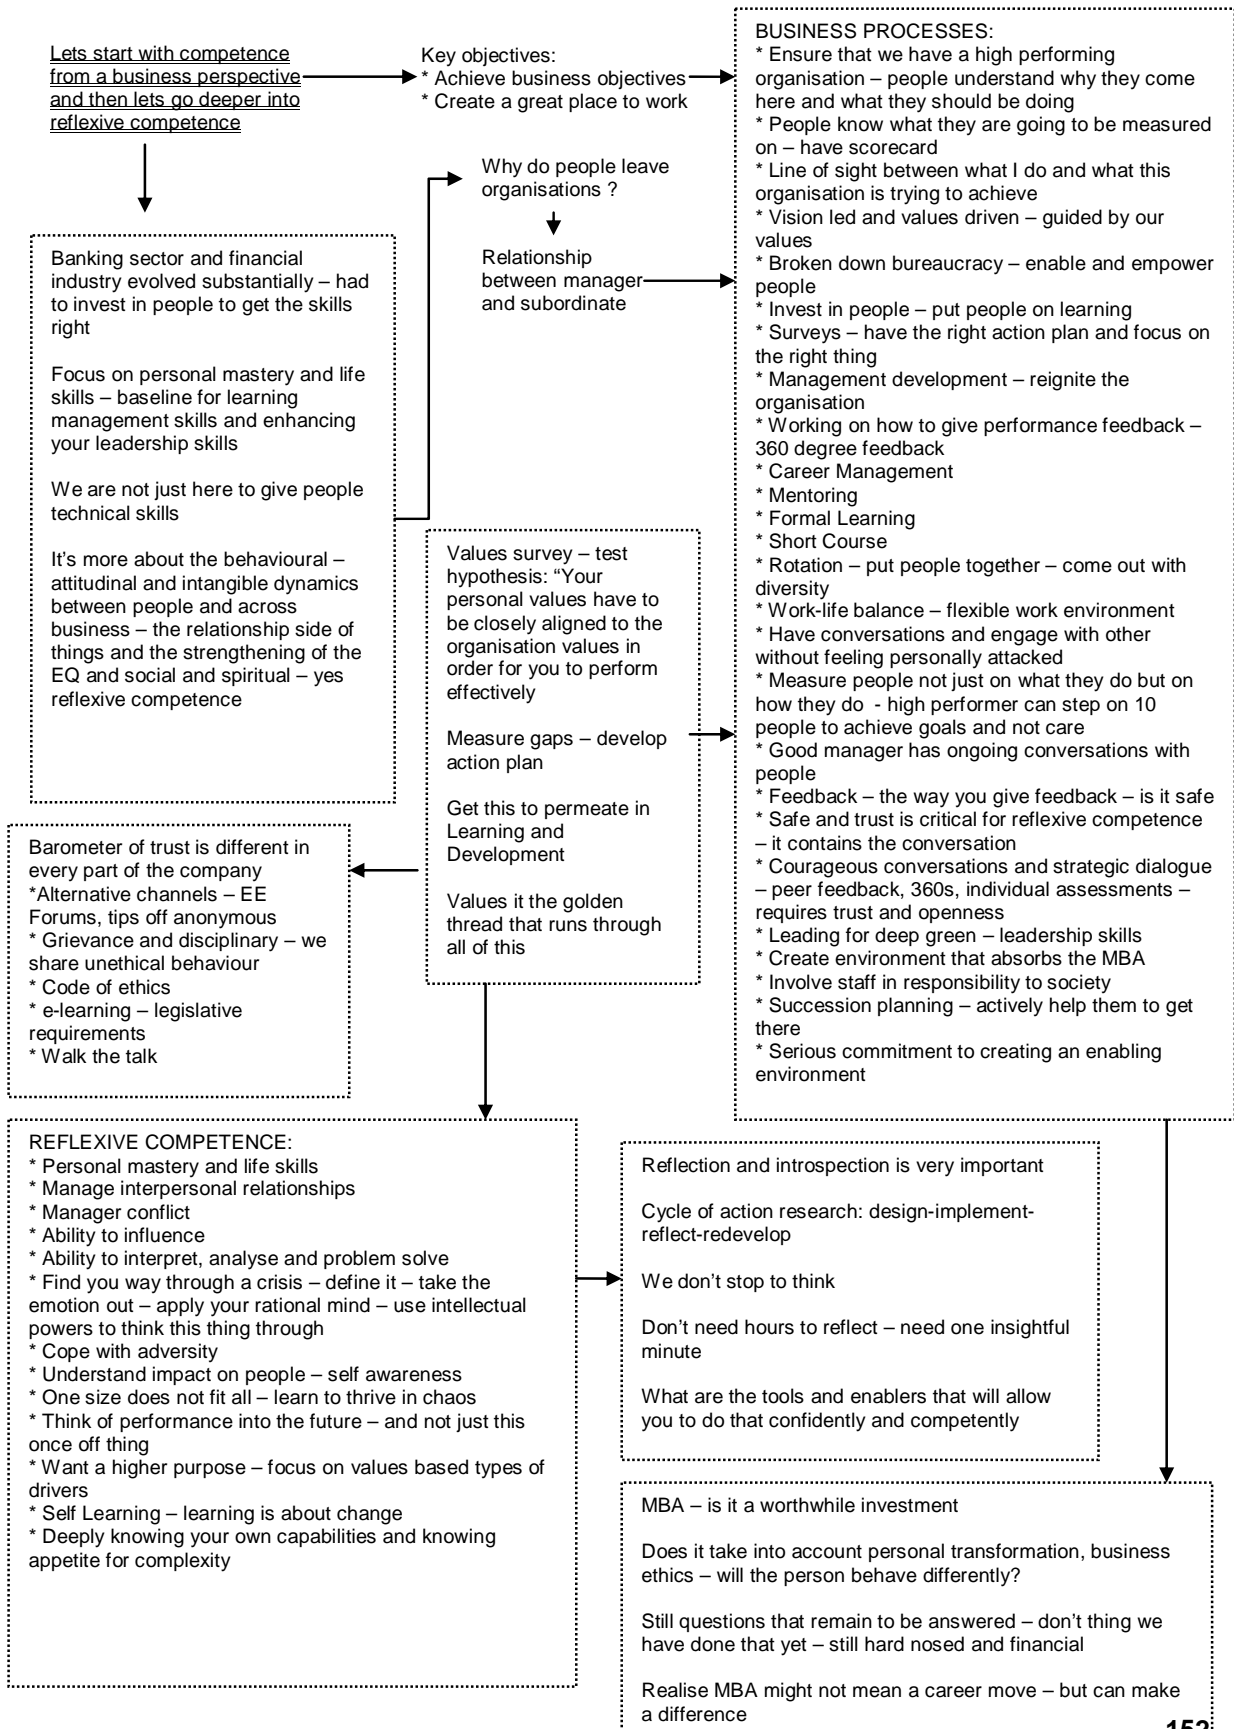 Lets start with competence
from a business perspective
and then lets go deeper into
reflexive competence
Key objectives:
* Achieve business objectives
* Create a great place to work
Why do people leave
organisations ?
Relationship
between manager
and subordinate
BUSINESS PROCESSES:
* Ensure that we have a high performing
organisation – people understand why they come
here and what they should be doing
* People know what they are going to be measured
on – have scorecard
* Line of sight between what I do and what this
organisation is trying to achieve
* Vision led and values driven – guided by our
values
* Broken down bureaucracy – enable and empower
people
* Invest in people – put people on learning
* Surveys – have the right action plan and focus on
the right thing
* Management development – reignite the
organisation
* Working on how to give performance feedback –
360 degree feedback
* Career Management
* Mentoring
* Formal Learning
* Short Course
* Rotation – put people together – come out with
diversity
* Work-life balance – flexible work environment
* Have conversations and engage with other
without feeling personally attacked
* Measure people not just on what they do but on
how they do  - high performer can step on 10
people to achieve goals and not care
* Good manager has ongoing conversations with
people
* Feedback – the way you give feedback – is it safe
* Safe and trust is critical for reflexive competence
– it contains the conversation
* Courageous conversations and strategic dialogue
– peer feedback, 360s, individual assessments –
requires trust and openness
* Leading for deep green – leadership skills
* Create environment that absorbs the MBA
* Involve staff in responsibility to society
* Succession planning – actively help them to get
there
* Serious commitment to creating an enabling
environment
Banking sector and financial
industry evolved substantially – had
to invest in people to get the skills
right
Focus on personal mastery and life
skills – baseline for learning
management skills and enhancing
your leadership skills
We are not just here to give people
technical skills
It's more about the behavioural –
attitudinal and intangible dynamics
between people and across
business – the relationship side of
things and the strengthening of the
EQ and social and spiritual – yes
reflexive competence
Values survey – test
hypothesis: “Your
personal values have to
be closely aligned to the
organisation values in
order for you to perform
effectively
Measure gaps – develop
action plan
Get this to permeate in
Learning and
Development
Values it the golden
thread that runs through
all of this
Barometer of trust is different in
every part of the company
*Alternative channels – EE
Forums, tips off anonymous
* Grievance and disciplinary – we
share unethical behaviour
* Code of ethics
* e-learning – legislative
requirements
* Walk the talk
REFLEXIVE COMPETENCE:
* Personal mastery and life skills
* Manage interpersonal relationships
* Manager conflict
* Ability to influence
* Ability to interpret, analyse and problem solve
* Find you way through a crisis – define it – take the
emotion out – apply your rational mind – use intellectual
powers to think this thing through
* Cope with adversity
* Understand impact on people – self awareness
* One size does not fit all – learn to thrive in chaos
* Think of performance into the future – and not just this
once off thing
* Want a higher purpose – focus on values based types of
drivers
* Self Learning – learning is about change
* Deeply knowing your own capabilities and knowing
appetite for complexity
Reflection and introspection is very important
Cycle of action research: design-implement-
reflect-redevelop
We don't stop to think
Don't need hours to reflect – need one insightful
minute
What are the tools and enablers that will allow
you to do that confidently and competently
MBA – is it a worthwhile investment
Does it take into account personal transformation, business
ethics – will the person behave differently?
Still questions that remain to be answered – don't thing we
have done that yet – still hard nosed and financial
Realise MBA might not mean a career move – but can make
a difference
152